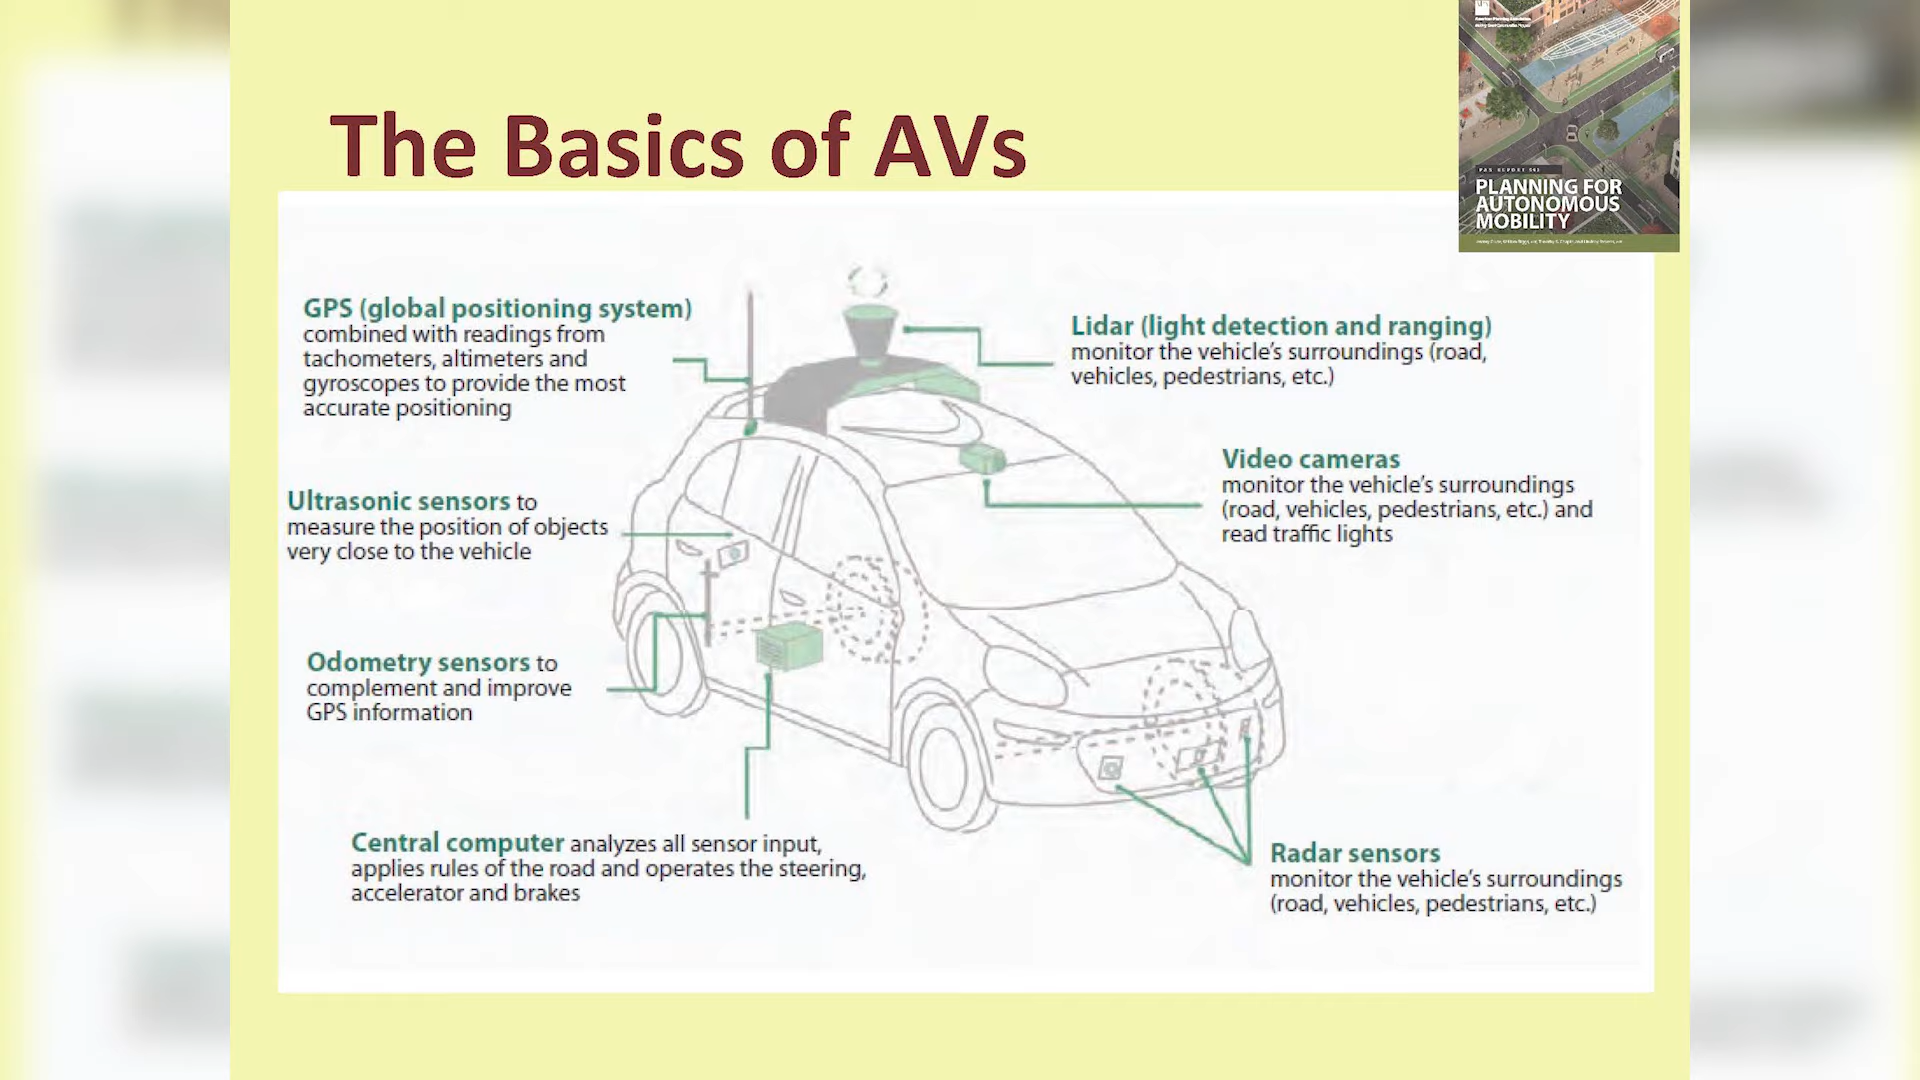 The Basics of AVs
PLANNING FOR
AUTONOMOUS
MOBILITY
GPS (global positioning system)
combined with readings from
tachometers, altimeters and
gyroscopes to provide the most
accurate positioning
Lidar (light detection and ranging)
monitor the vehicle's surroundings (road,
vehicles, pedestrians, etc.)
Video cameras
monitor the vehicle's surroundings
(road, vehicles, pedestrians, etc.) and
read traffic lights
Ultrasonic sensors to
measure the position of objects
very close to the vehicle
Odometry sensors to
complement and improve
GPS information
Central computer analyzes all sensor input,
applies rules of the road and operates the steering,
accelerator and brakes
Radar sensors
monitor the vehicle's surroundings
(road, vehicles, pedestrians, etc.)